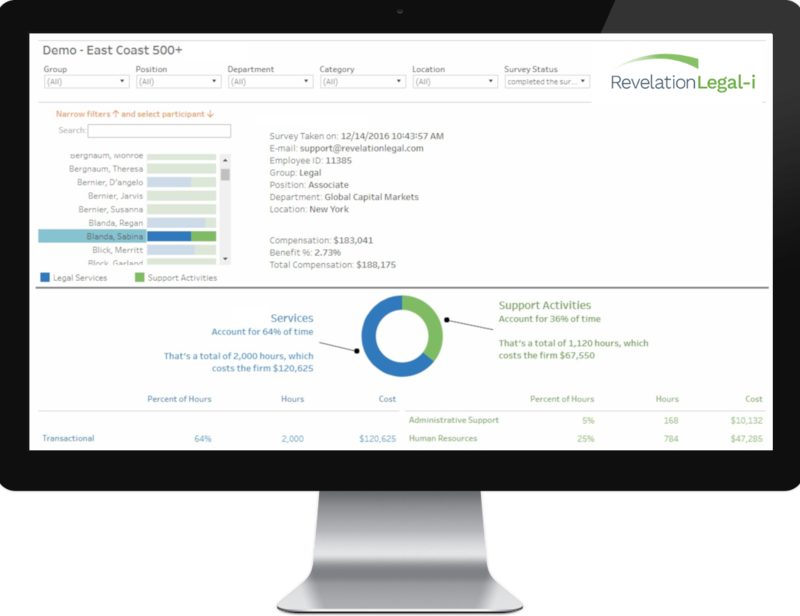 Demo - East Coast 500+
RevelationLegal-i
Group Position Department Category Location Survey Status
(All) (All) (All) (All) (All) completed the sur...
Narrow filters ↑ and select participant ↓
Search:
Bergnaum, Monroe
Bergnaum, Theresa
Bernier, D'angelo
Bernier, Jarvis
Bernier, Susanna
Blanda, Regan
Blanda, Sabina
Blick, Merritt
Block, Garland
Legal Services Support Activities
Survey Taken on: 12/14/2016 10:43:57 AM
E-mail: support@revelationlegal.com
Employee ID: 11385
Group: Legal
Position: Associate
Department: Global Capital Markets
Location: New York
Compensation: $183,041
Benefit %: 2.73%
Total Compensation: $188,175
Services
Account for 64% of time
That's a total of 2,000 hours, which
costs the firm $120,625
Support Activities
Account for 36% of time
That's a total of 1,120 hours, which
costs the firm $67,550
Percent of Hours Hours Cost
Transactional 64% 2,000 $120,625
Percent of Hours Hours Cost
Administrative Support 5% 168 $10,132
Human Resources 25% 784 $47,285